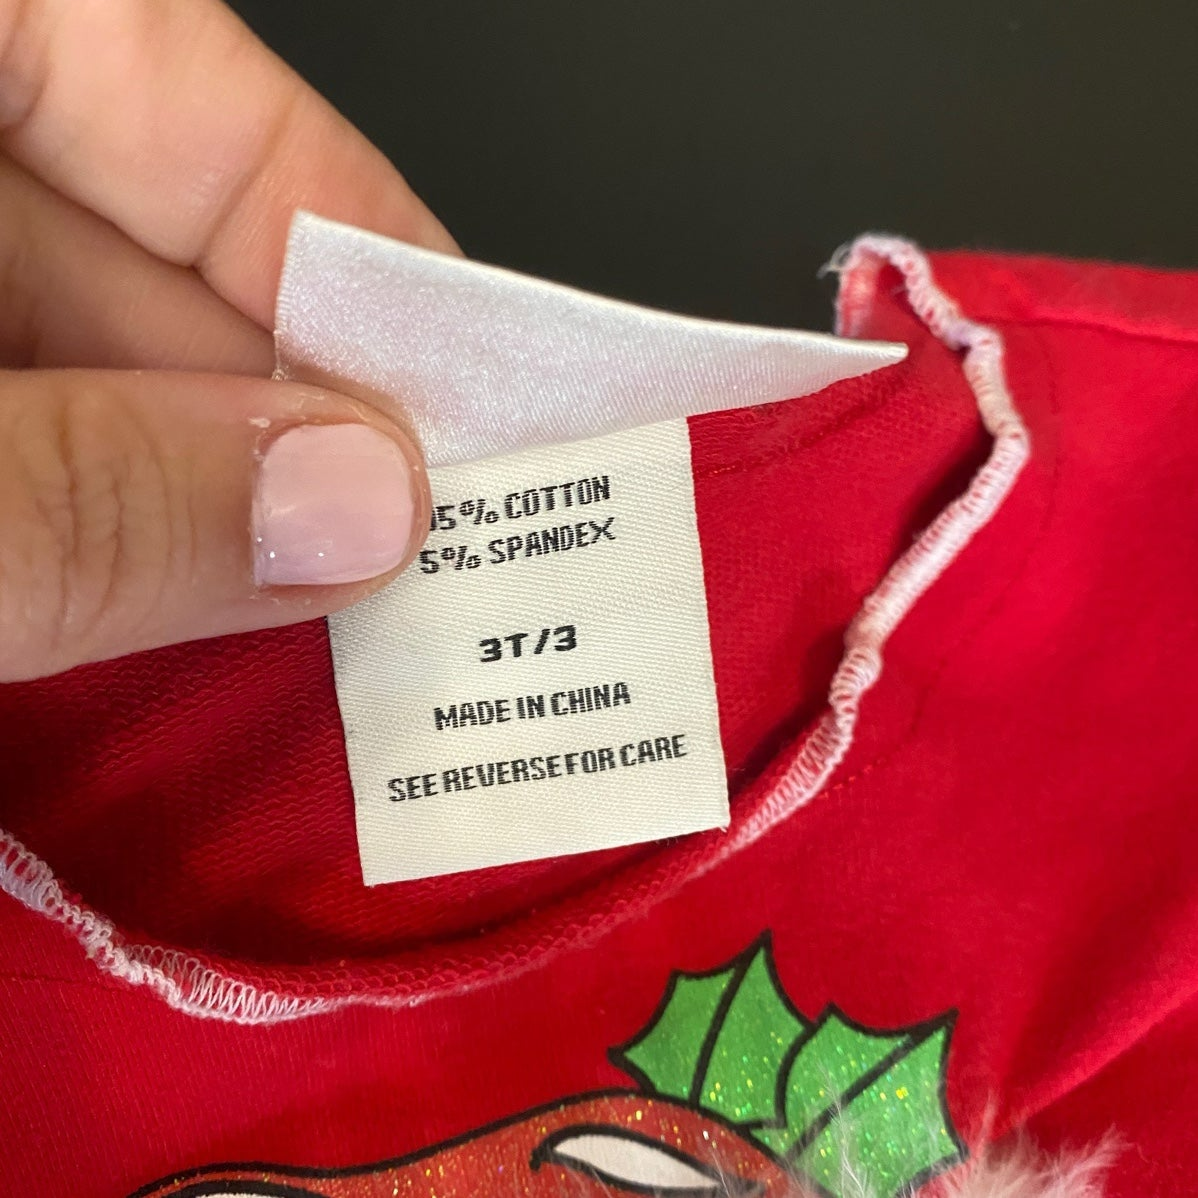 5% COTTON
5% SPANDEX
3T/3
MADE IN CHINA
SEE REVERSE FOR CARE